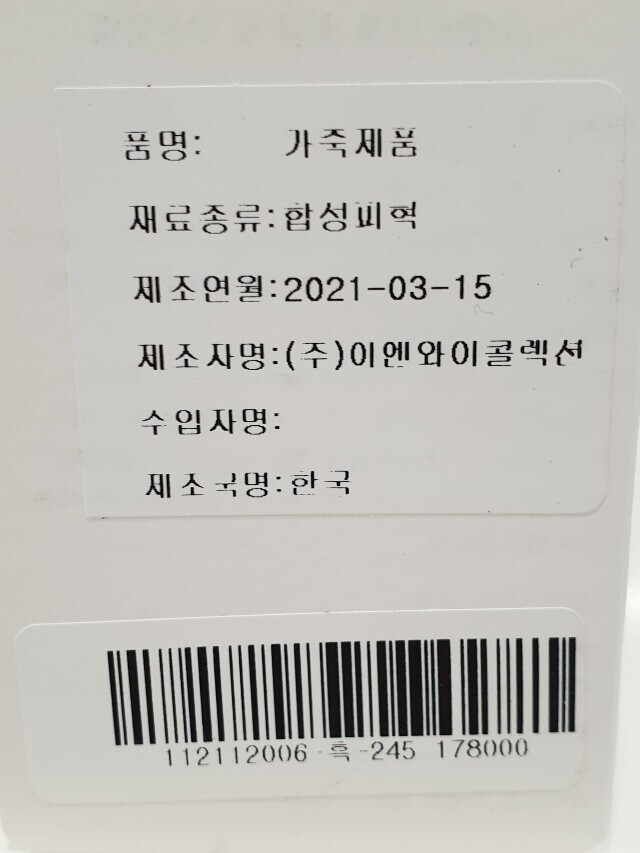 품명: 가죽제품
재료종류:합성피혁
제조연월:2021-03-15
제조자명:(주)이엔와이콜렉션
수입자명:
제조국명:한국
112112006-흑-245 178000